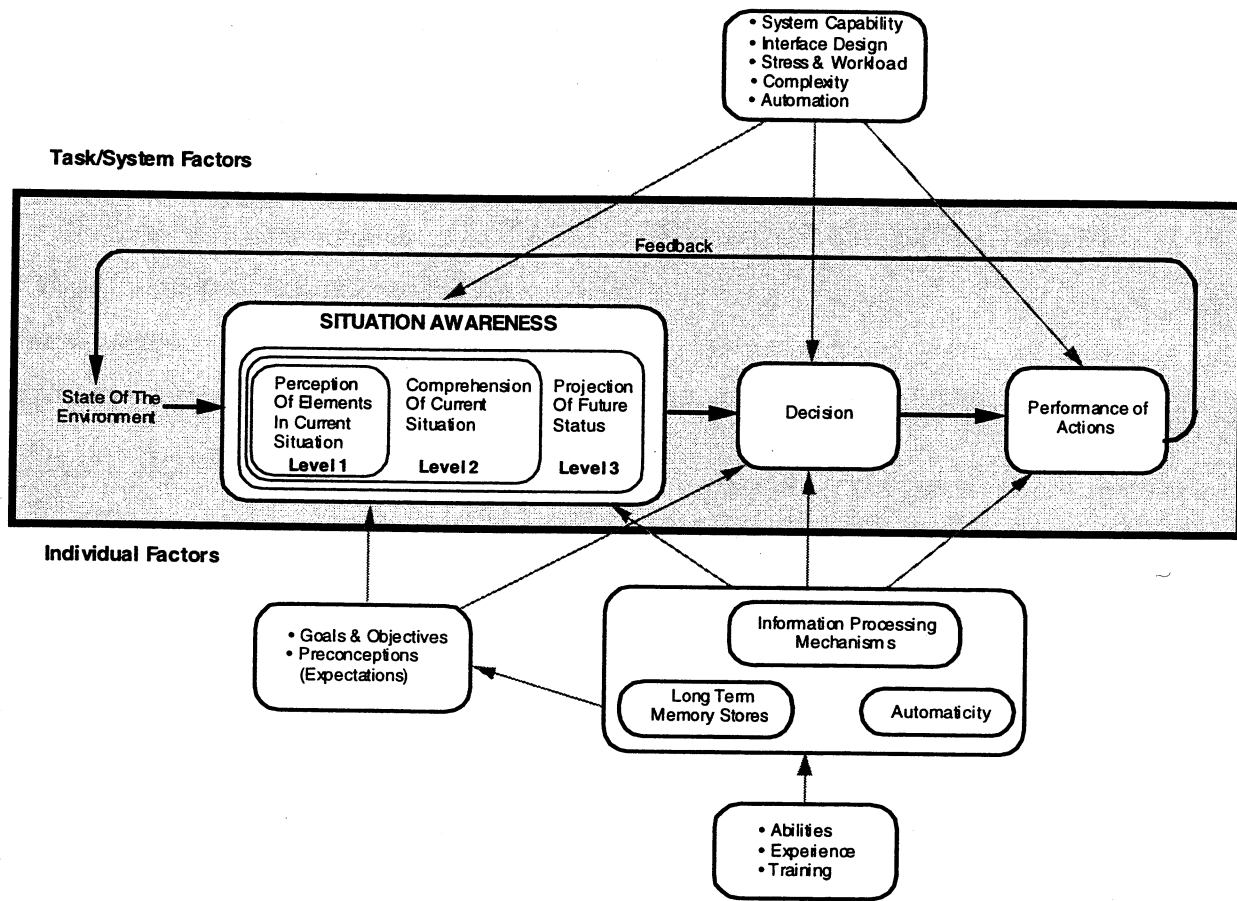 • System Capability
• Interface Design
• Stress & Workload
• Complexity
• Automation
Task/System Factors
Feedback
SITUATION AWARENESS
State Of The
Environment
Perception
Of Elements
In Current
Situation
Level 1
Comprehension
Of Current
Situation
Level 2
Projection
Of Future
Status
Level 3
Decision
Performance of
Actions
Individual Factors
• Goals & Objectives
• Preconceptions
(Expectations)
Information Processing
Mechanisms
Long Term
Memory Stores
Automaticity
• Abilities
• Experience
• Training